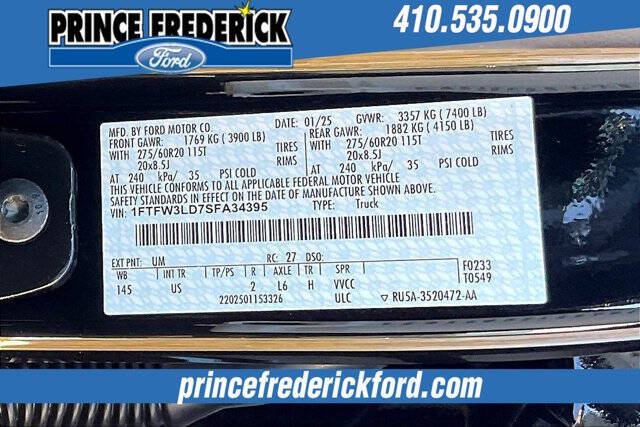 PRINCE FREDERICK
Ford
410.535.0900
MFD. BY FORD MOTOR CO.
DATE: 01/25 GVWR: 3357 KG (7400 LB)
FRONT GAWR: 1769 KG (3900 LB)
REAR GAWR: 1882 KG (4150 LB)
WITH 275/60R20 115T TIRES
WITH 275/60R20 115T TIRES
20x8.5J RIMS
20x8.5J RIMS
AT 240 kPa/ 35 PSI COLD
AT 240 kPa/ 35 PSI COLD
THIS VEHICLE CONFORMS TO ALL APPLICABLE FEDERAL MOTOR VEHICLE
SAFETY STANDARDS IN EFFECT ON THE DATE OF MANUFACTURE SHOWN ABOVE.
VIN: 1FTFW3LD7SFA34395 TYPE: Truck
EXT PNT: UM RC: 27 DSO:
WB INT TR TP/PS R AXLE TR SPR
145 US 2 L6 H VVCC
2202501153326 ULC
F0233
T0549
▽ RU5A-3520472-AA
princefrederickford.com